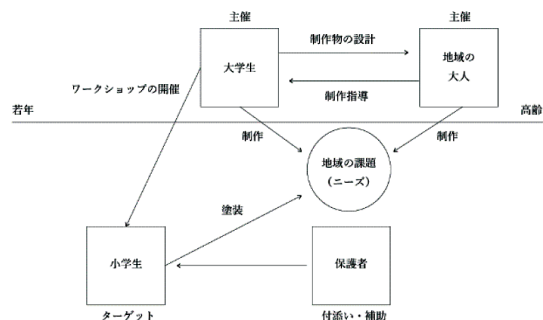 主催
主催
制作物の設計
大学生
地域の
大人
ワークショップの開催
制作指導
若年
高齢
制作
制作
地域の課題
(ニーズ)
塗装
小学生
保護者
ターゲット
付添い・補助